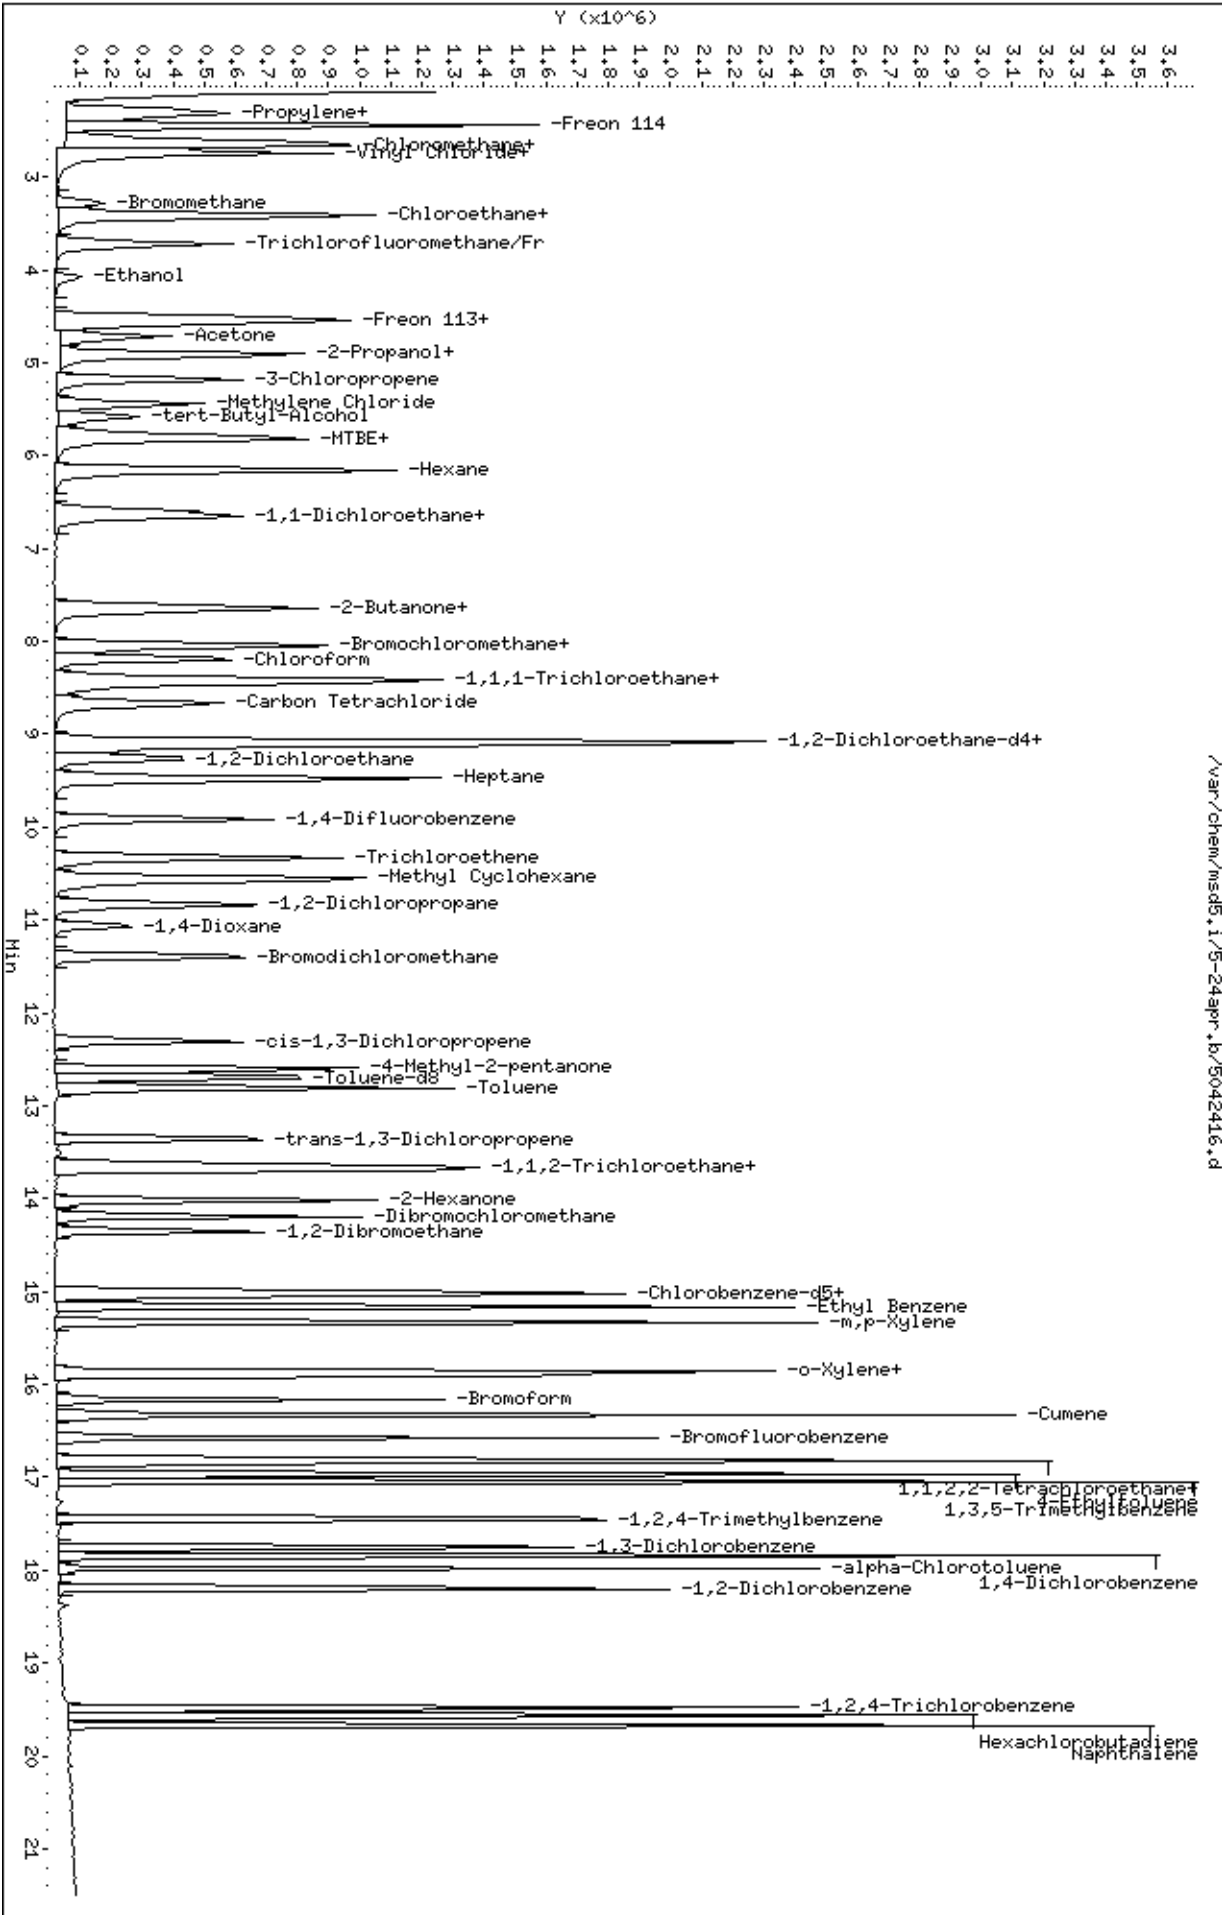 Y (x10^6)
0.1
0.2
0.3
0.4
0.5
0.6
0.7
0.8
0.9
1.0
1.1
1.2
1.3
1.4
1.5
1.6
1.7
1.8
1.9
2.0
2.1
2.2
2.3
2.4
2.5
2.6
2.7
2.8
2.9
3.0
3.1
3.2
3.3
3.4
3.5
3.6
/var/chem/msd5.i/5-24apr.b/5042416.d
-Propylene+
-Freon 114
-Chloromethane+
-Vinyl Chloride+
3
-Bromomethane
-Chloroethane+
-Trichlorofluoromethane/Fr
4
-Ethanol
-Freon 113+
-Acetone
-2-Propanol+
5
-3-Chloropropene
-Methylene Chloride
-tert-Butyl-Alcohol
-MTBE+
6
-Hexane
-1,1-Dichloroethane+
7
-2-Butanone+
8
-Bromochloromethane+
-Chloroform
-1,1,1-Trichloroethane+
-Carbon Tetrachloride
9
-1,2-Dichloroethane-d4+
-1,2-Dichloroethane
-Heptane
-1,4-Difluorobenzene
10
-Trichloroethene
-Methyl Cyclohexane
-1,2-Dichloropropane
11
-1,4-Dioxane
Min
-Bromodichloromethane
12
-cis-1,3-Dichloropropene
-4-Methyl-2-pentanone
-Toluene-d8
-Toluene
13
-trans-1,3-Dichloropropene
-1,1,2-Trichloroethane+
14
-2-Hexanone
-Dibromochloromethane
-1,2-Dibromoethane
15
-Chlorobenzene-d5+
-Ethyl Benzene
-m,p-Xylene
-o-Xylene+
16
-Bromoform
-Cumene
-Bromofluorobenzene
17
1,1,2,2-Tetrachloroethane+
4-Ethyltoluene
1,3,5-Trimethylbenzene
-1,2,4-Trimethylbenzene
-1,3-Dichlorobenzene
18
-alpha-Chlorotoluene
1,4-Dichlorobenzene
-1,2-Dichlorobenzene
19
-1,2,4-Trichlorobenzene
Hexachlorobutadiene
Naphthalene
20
21